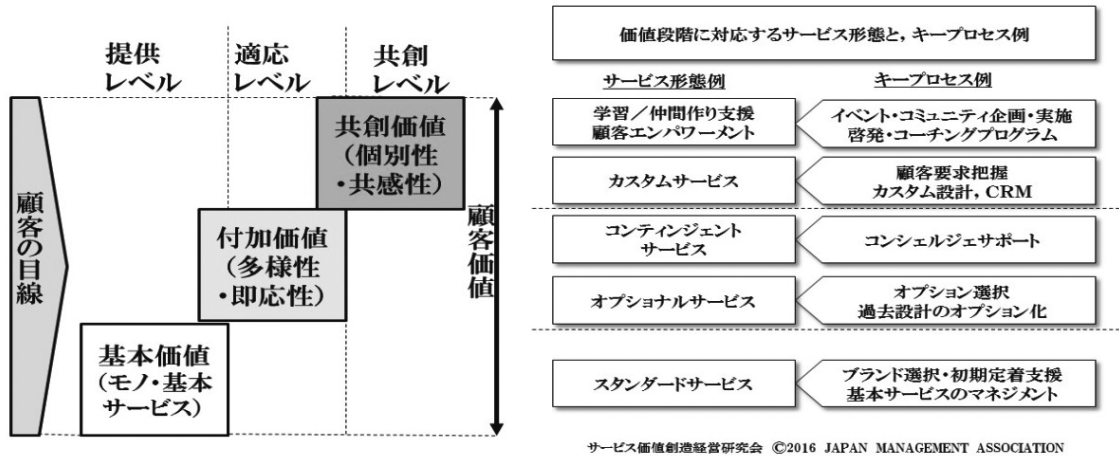 提供
レベル
適応
レベル
共創
レベル
顧客の目線
共創価値
(個別性
・共感性)
付加価値
(多様性
・即応性)
基本価値
(モノ・基本
サービス)
顧客価値
価値段階に対応するサービス形態と，キープロセス例
サービス形態例
キープロセス例
学習／仲間作り支援
顧客エンパワーメント
イベント・コミュニティ企画・実施
啓発・コーチングプログラム
カスタムサービス
顧客要求把握
カスタム設計，CRM
コンティンジェント
サービス
コンシェルジェサポート
オプショナルサービス
オプション選択
過去設計のオプション化
スタンダードサービス
ブランド選択・初期定着支援
基本サービスのマネジメント
サービス価値創造経営研究会 ©2016 JAPAN MANAGEMENT ASSOCIATION